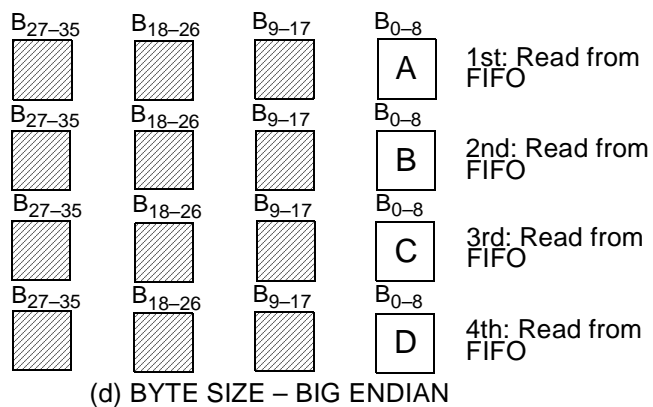 B27–35 B18–26 B9–17 B0–8
A 1st: Read from
FIFO
B27–35 B18–26 B9–17 B0–8
B 2nd: Read from
FIFO
B27–35 B18–26 B9–17 B0–8
C 3rd: Read from
FIFO
B27–35 B18–26 B9–17 B0–8
D 4th: Read from
FIFO
(d) BYTE SIZE – BIG ENDIAN